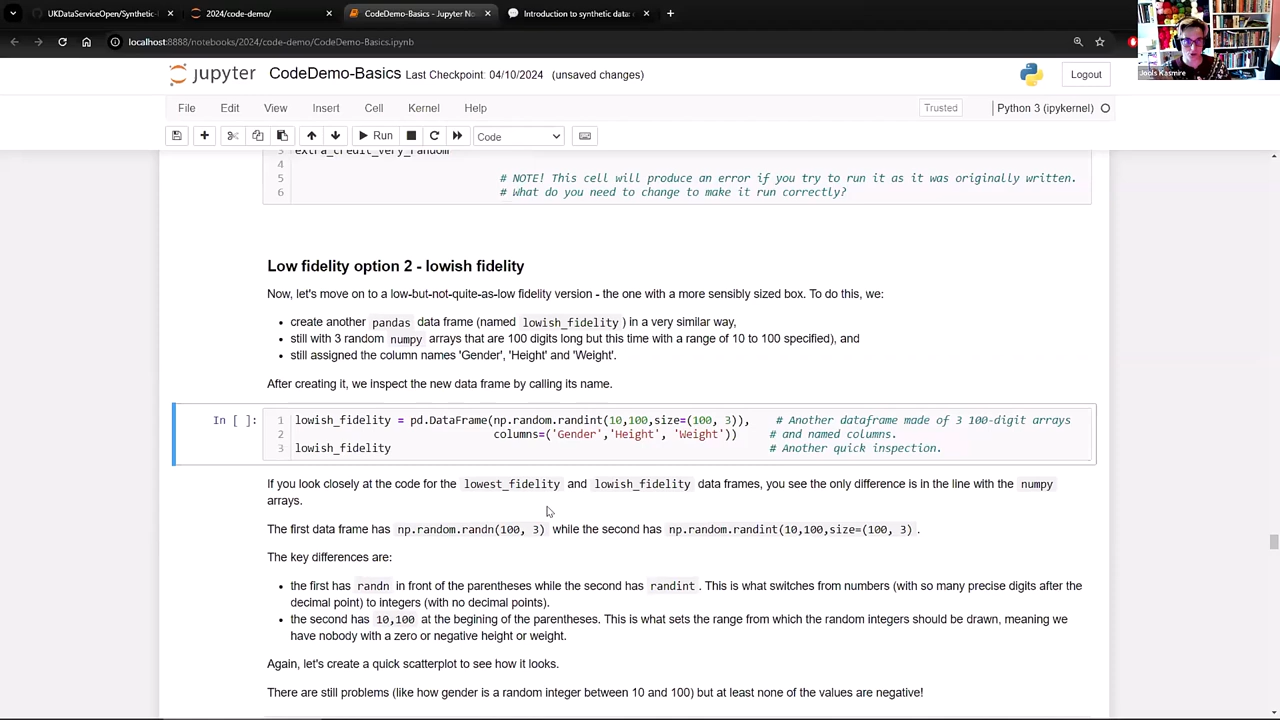 UKDataServiceOpen/Synthetic-
2024/code-demo/
CodeDemo-Basics - Jupyter No
Introduction to synthetic data:
localhost:8888/notebooks/2024/code-demo/CodeDemo-Basics.ipynb
Jools Kasmire
jupyter CodeDemo-Basics Last Checkpoint: 04/10/2024 (unsaved changes)
Logout
File Edit View Insert Cell Kernel Help
Trusted
Python 3 (ipykernel)
Run
Code
3 extra_credit_very_random
4
5 # NOTE! This cell will produce an error if you try to run it as it was originally written.
6 # What do you need to change to make it run correctly?
Low fidelity option 2 - lowish fidelity
Now, let's move on to a low-but-not-quite-as-low fidelity version - the one with a more sensibly sized box. To do this, we:
• create another pandas data frame (named lowish_fidelity ) in a very similar way,
• still with 3 random numpy arrays that are 100 digits long but this time with a range of 10 to 100 specified), and
• still assigned the column names 'Gender', 'Height' and 'Weight'.
After creating it, we inspect the new data frame by calling its name.
In [ ]: 1 lowish_fidelity = pd.DataFrame(np.random.randint(10,100,size=(100, 3)), # Another dataframe made of 3 100-digit arrays
2 columns=('Gender','Height', 'Weight')) # and named columns.
3 lowish_fidelity # Another quick inspection.
If you look closely at the code for the lowest_fidelity and lowish_fidelity data frames, you see the only difference is in the line with the numpy
arrays.
The first data frame has np.random.randn(100, 3) while the second has np.random.randint(10,100,size=(100, 3) .
The key differences are:
• the first has randn in front of the parentheses while the second has randint . This is what switches from numbers (with so many precise digits after the
decimal point) to integers (with no decimal points).
• the second has 10,100 at the begining of the parentheses. This is what sets the range from which the random integers should be drawn, meaning we
have nobody with a zero or negative height or weight.
Again, let's create a quick scatterplot to see how it looks.
There are still problems (like how gender is a random integer between 10 and 100) but at least none of the values are negative!